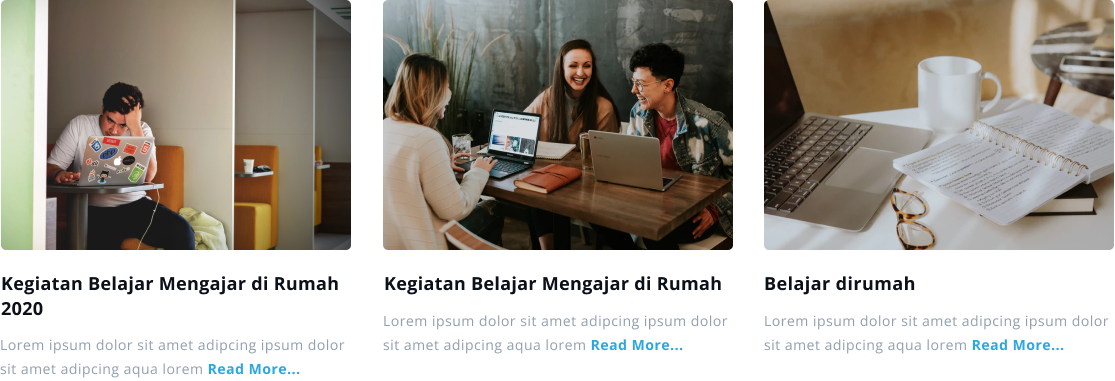 Kegiatan Belajar Mengajar di Rumah
2020
Lorem ipsum dolor sit amet adipcing ipsum dolor
sit amet adipcing aqua lorem Read More...
Kegiatan Belajar Mengajar di Rumah
Lorem ipsum dolor sit amet adipcing ipsum dolor
sit amet adipcing aqua lorem Read More...
Belajar dirumah
Lorem ipsum dolor sit amet adipcing ipsum dolor
sit amet adipcing aqua lorem Read More...